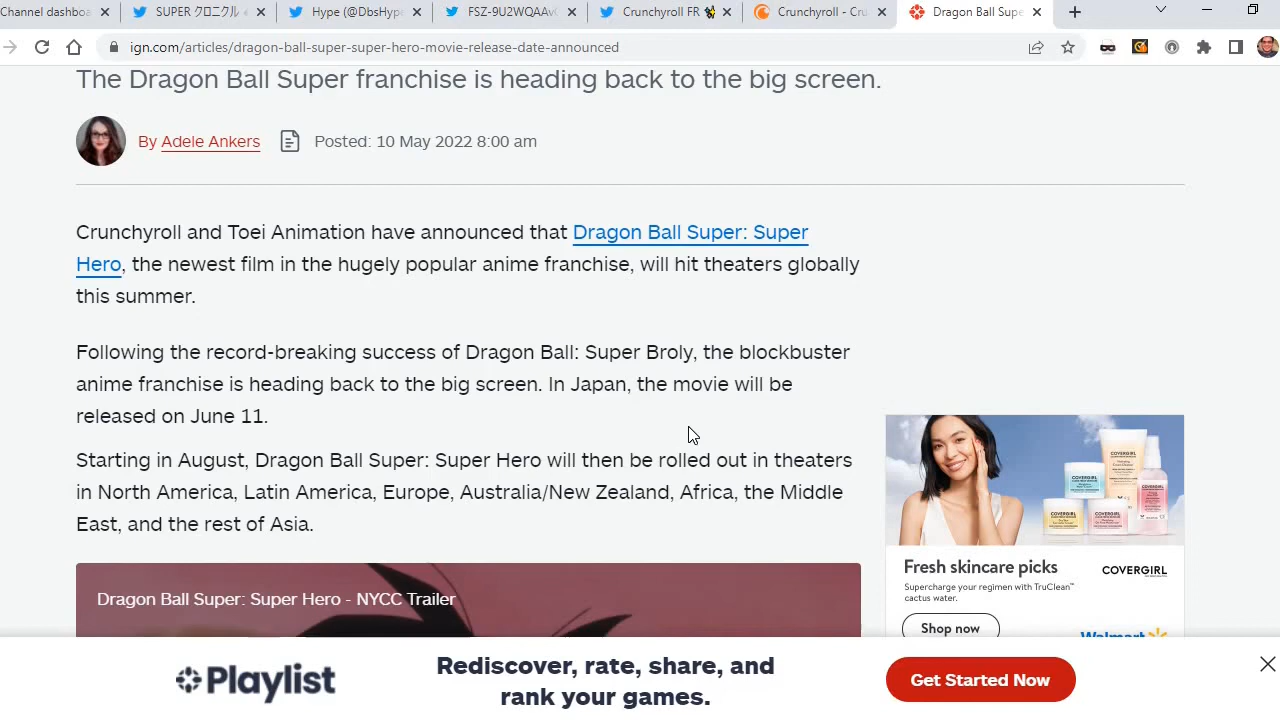 Channel dashboa
SUPER クロニクル
Hype (@DbsHype
FSZ-9U2WQAAv
Crunchyroll FR
Crunchyroll - Cru
Dragon Ball Supe
ign.com/articles/dragon-ball-super-super-hero-movie-release-date-announced
The Dragon Ball Super franchise is heading back to the big screen.
By Adele Ankers
Posted: 10 May 2022 8:00 am
Crunchyroll and Toei Animation have announced that Dragon Ball Super: Super
Hero, the newest film in the hugely popular anime franchise, will hit theaters globally
this summer.
Following the record-breaking success of Dragon Ball: Super Broly, the blockbuster
anime franchise is heading back to the big screen. In Japan, the movie will be
released on June 11.
Starting in August, Dragon Ball Super: Super Hero will then be rolled out in theaters
in North America, Latin America, Europe, Australia/New Zealand, Africa, the Middle
East, and the rest of Asia.
Dragon Ball Super: Super Hero - NYCC Trailer
COVERGIRL
COVERGIRL
COVERGIRL
COVERGIRL
COVERGIRL
Fresh skincare picks
COVERGIRL
Supercharge your regimen with TruClean™
cactus water.
Shop now
Walmart
Playlist
Rediscover, rate, share, and
rank your games.
Get Started Now